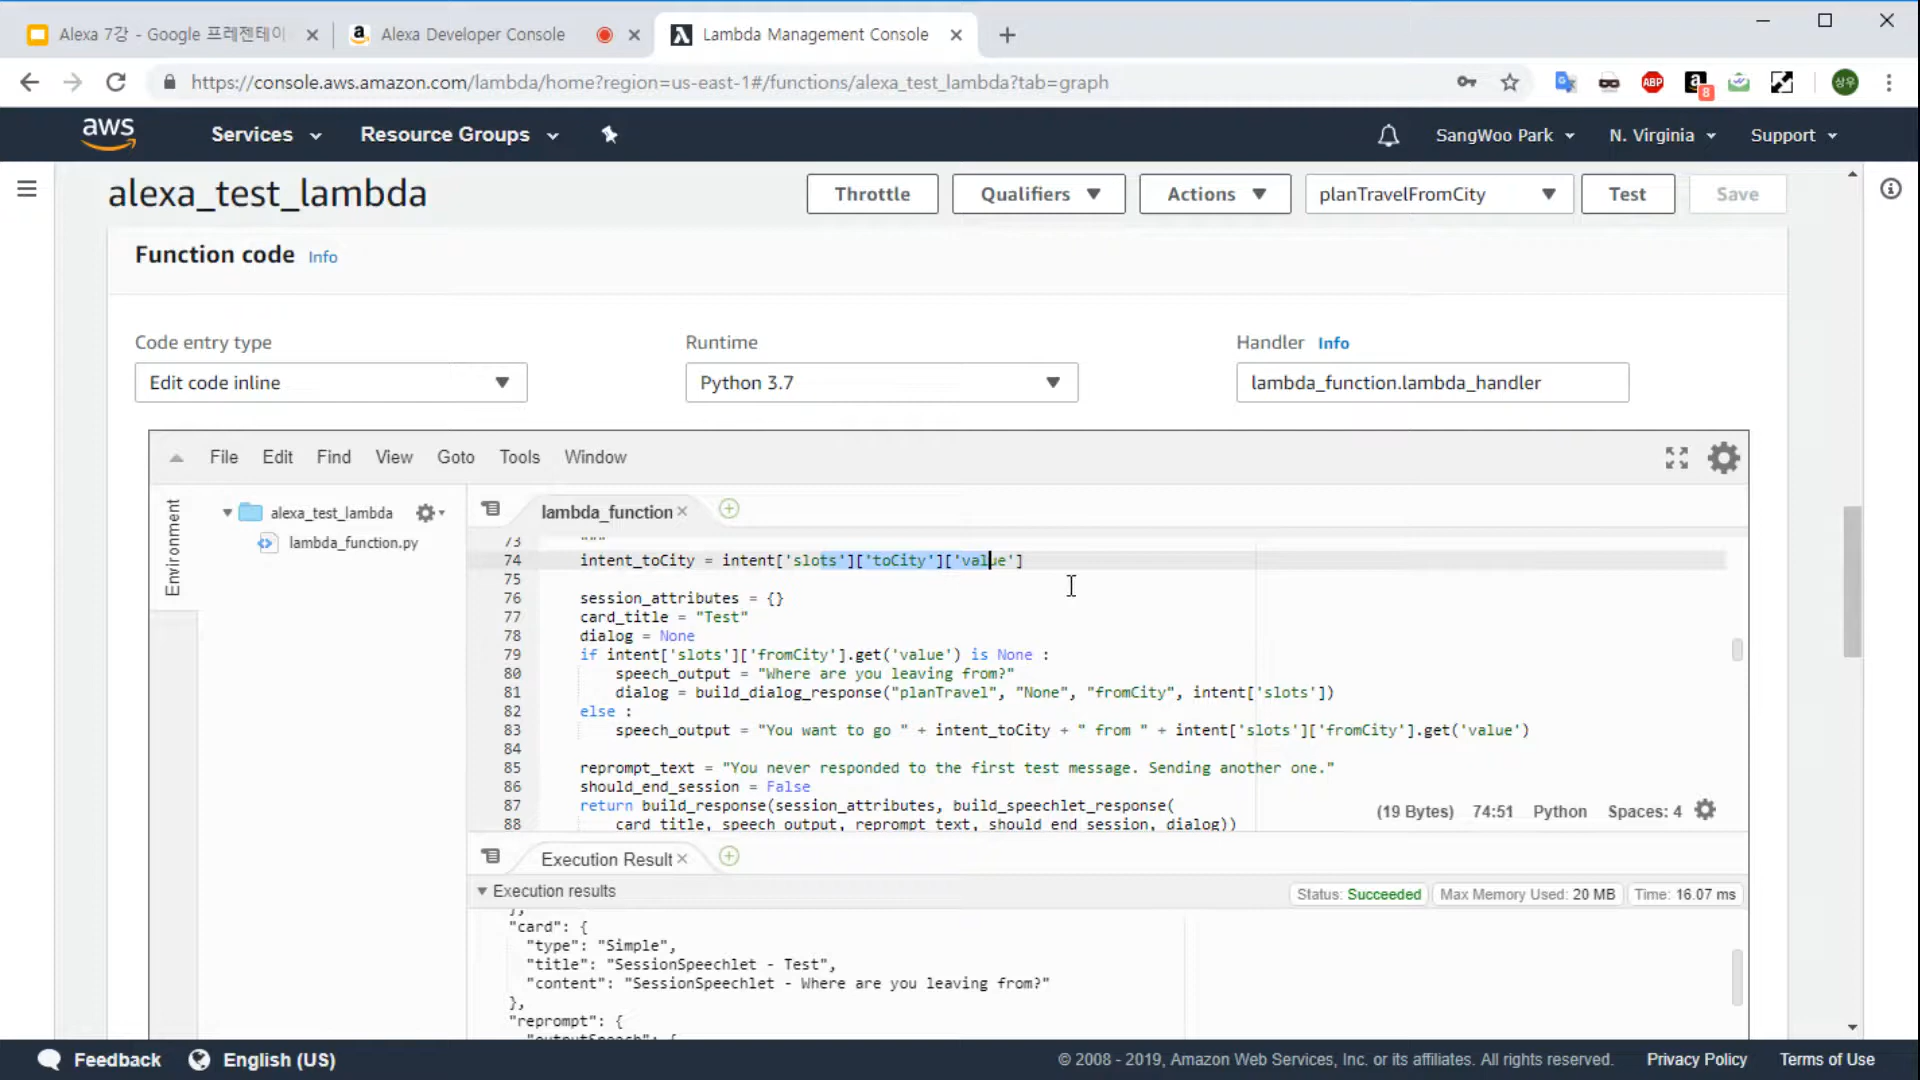 Alexa 7강 - Google 프레젠테이
Alexa Developer Console
Lambda Management Console
https://console.aws.amazon.com/lambda/home?region=us-east-1#/functions/alexa_test_lambda?tab=graph
ABP
8
상우
aws
Services
Resource Groups
SangWoo Park
N. Virginia
Support
alexa_test_lambda
Throttle
Qualifiers
Actions
planTravelFromCity
Test
Save
Function code Info
Code entry type
Runtime
Handler Info
Edit code inline
Python 3.7
lambda_function.lambda_handler
File Edit Find View Goto Tools Window
Environment
alexa_test_lambda
lambda_function.py
lambda_function
73 """
74 intent_toCity = intent['slots']['toCity']['value']
75
76 session_attributes = {}
77 card_title = "Test"
78 dialog = None
79 if intent['slots']['fromCity'].get('value') is None :
80 speech_output = "Where are you leaving from?"
81 dialog = build_dialog_response("planTravel", "None", "fromCity", intent['slots'])
82 else :
83 speech_output = "You want to go " + intent_toCity + " from " + intent['slots']['fromCity'].get('value')
84
85 reprompt_text = "You never responded to the first test message. Sending another one."
86 should_end_session = False
87 return build_response(session_attributes, build_speechlet_response(
88 card_title, speech_output, reprompt_text, should_end_session, dialog))
(19 Bytes) 74:51 Python Spaces: 4
Execution Result
Execution results
Status: Succeeded Max Memory Used: 20 MB Time: 16.07 ms
},
"card": {
"type": "Simple",
"title": "SessionSpeechlet - Test",
"content": "SessionSpeechlet - Where are you leaving from?"
},
"reprompt": {
"outputSpeech": {
Feedback
English (US)
© 2008 - 2019, Amazon Web Services, Inc. or its affiliates. All rights reserved.
Privacy Policy
Terms of Use